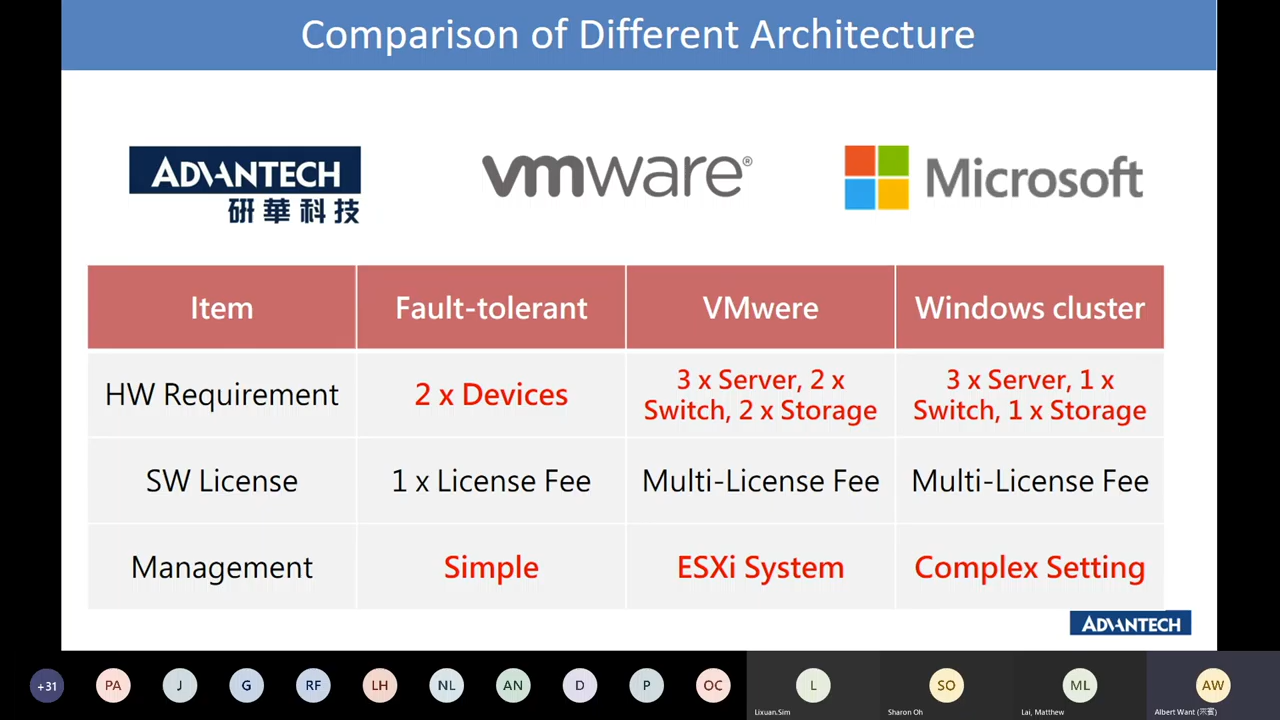 Comparison of Different Architecture
ADVANTECH
研華科技
vmware®
Microsoft
Item
Fault-tolerant
VMwere
Windows cluster
HW Requirement
2 x Devices
3 x Server, 2 x
Switch, 2 x Storage
3 x Server, 1 x
Switch, 1 x Storage
SW License
1 x License Fee
Multi-License Fee
Multi-License Fee
Management
Simple
ESXi System
Complex Setting
ADVANTECH
+31
PA
J
G
RF
LH
NL
AN
D
P
OC
L
Lixuan.Sim
SO
Sharon Oh
ML
Lai, Matthew
AW
Albert Want